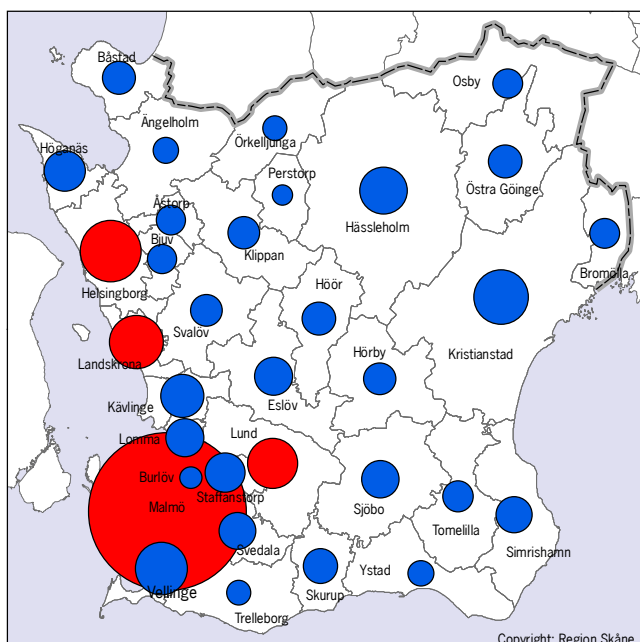 Båstad
Osby
Ängelholm
Örkelljunga
Höganäs
Perstorp
Östra Göinge
Hässleholm
Åstorp
Bjuv
Klippan
Bromölla
Höör
Helsingborg
Svalöv
Kristianstad
Hörby
Landskrona
Eslöv
Kävlinge
Lund
Lomma
Burlöv
Staffanstorp
Malmö
Sjöbo
Tomelilla
Simrishamn
Svedala
Ystad
Vellinge
Skurup
Trelleborg
Copyright: Region Skåne